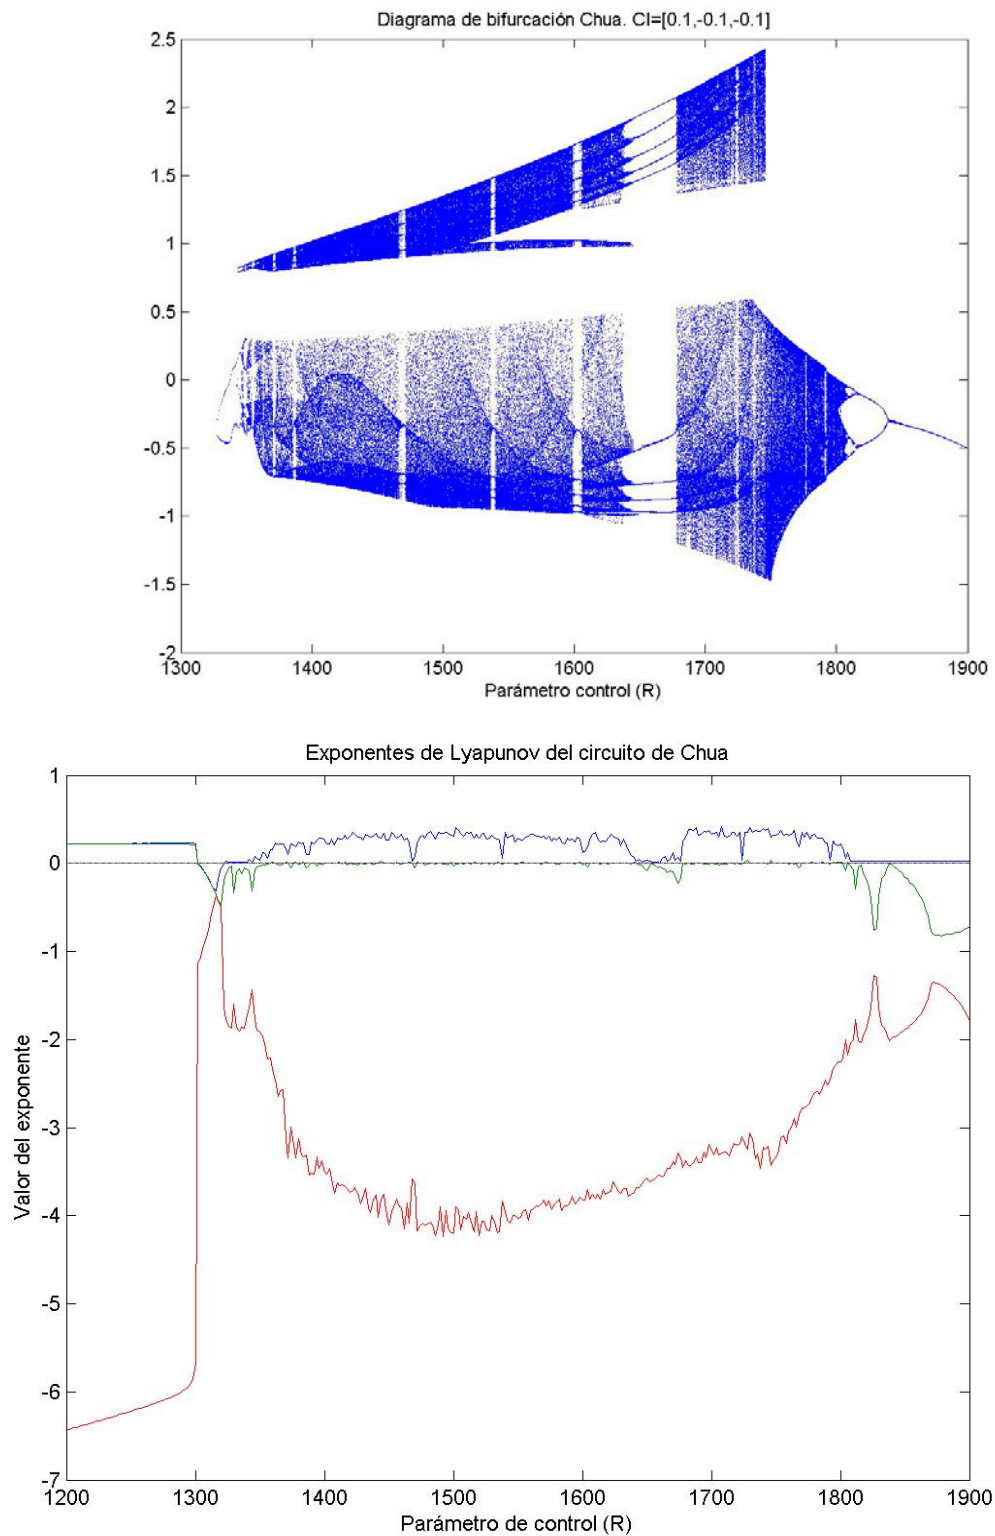 Diagrama de bifurcación Chua. CI=[0.1,-0.1,-0.1]
2.5
2
1.5
1
0.5
0
-0.5
-1
-1.5
-2
1300 1400 1500 1600 1700 1800 1900
Parámetro control (R)
Exponentes de Lyapunov del circuito de Chua
1
0
-1
-2
-3
-4
-5
-6
-7
Valor del exponente
1200 1300 1400 1500 1600 1700 1800 1900
Parámetro de control (R)